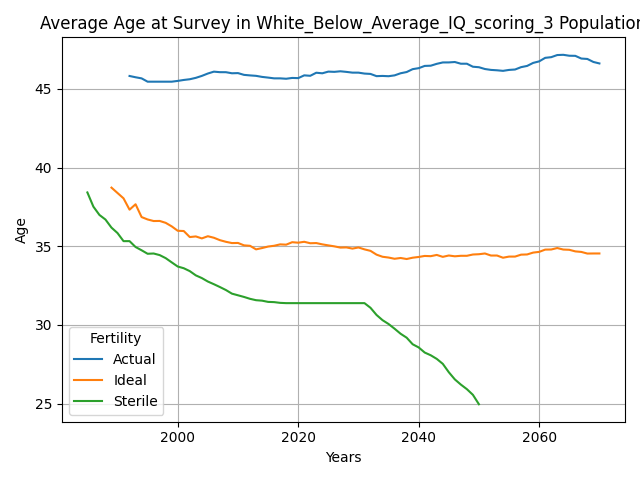 Average Age at Survey in White_Below_Average_IQ_scoring_3 Population
Age
45
40
35
30
25
Fertility
Actual
Ideal
Sterile
2000
2020
2040
2060
Years